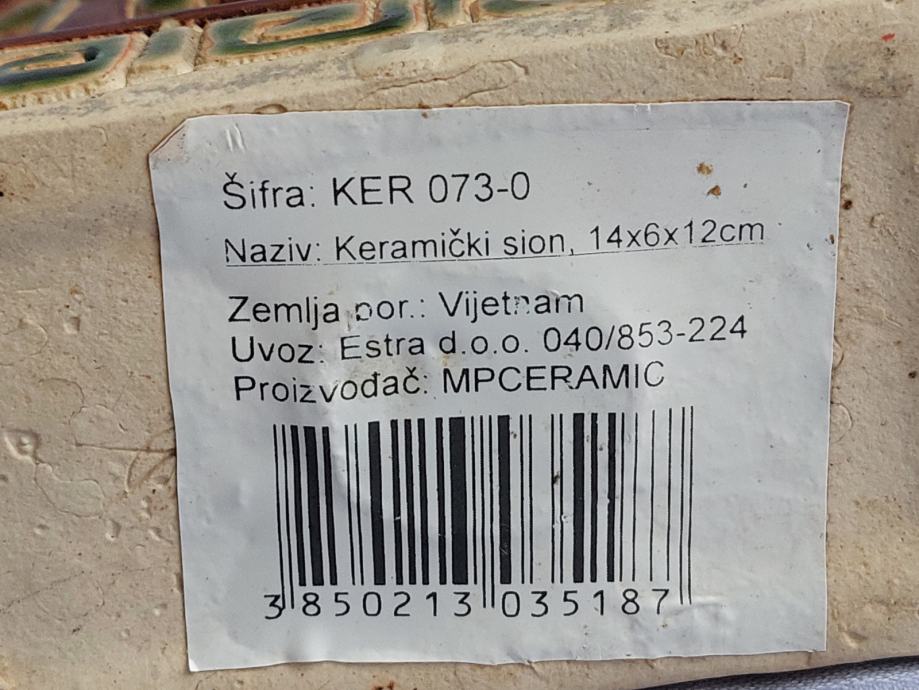 Šifra: KER 073-0
Naziv: Keramički sion, 14x6x12cm
Zemlja por.: Vijetnam
Uvoz: Estra d.o.o. 040/853-224
Proizvođač: MPCERAMIC
3850213035187